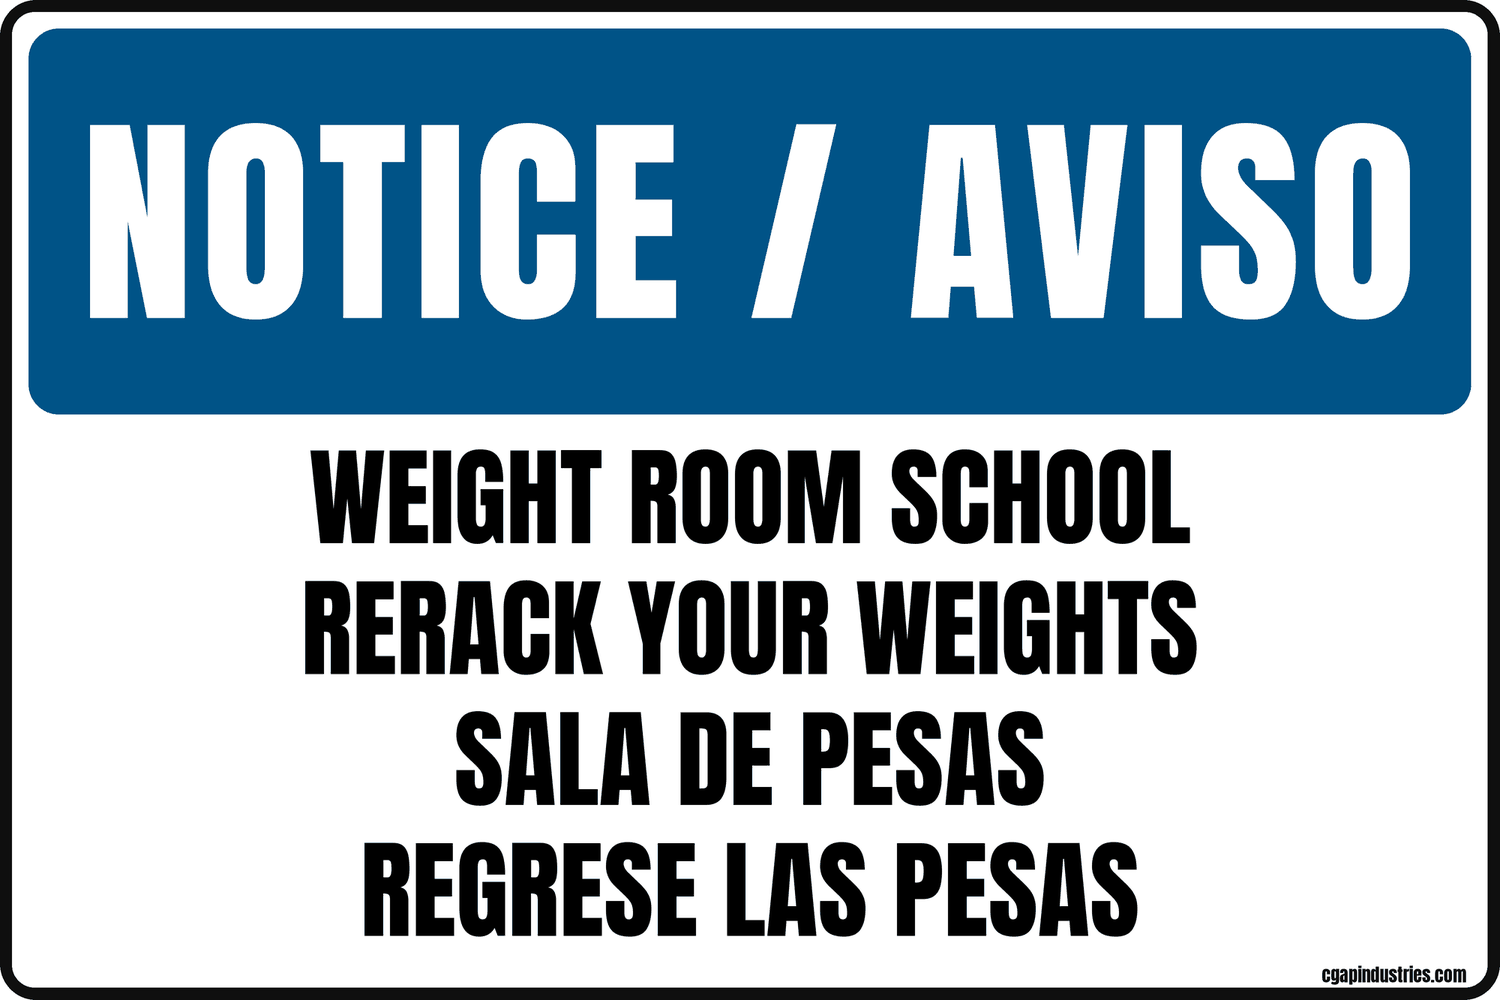 NOTICE / AVISO
WEIGHT ROOM SCHOOL
RERACK YOUR WEIGHTS
SALA DE PESAS
REGRESE LAS PESAS
cgapindustries.com